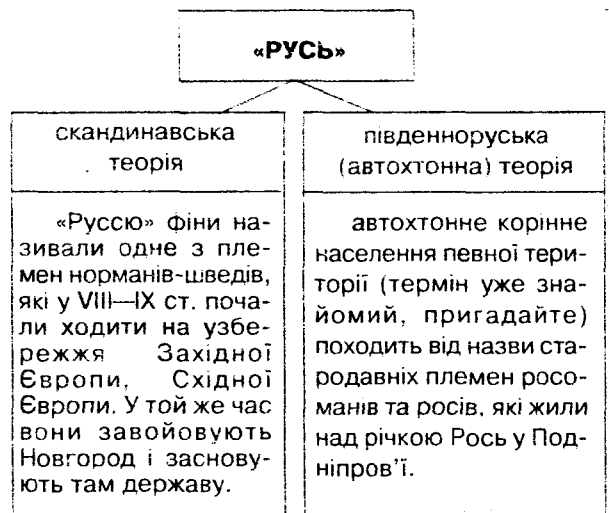 «РУСЬ»
скандинавська
теорія
«Руссю» фіни на-
зивали одне з пле-
мен норманів-шведів,
які у VIII—IX ст. поча-
ли ходити на узбе-
режжя Західної
Європи, Східної
Європи. У той же час
вони завойовують
Новгород і заснову-
ють там державу.
південноруська
(автохтонна) теорія
автохтонне корінне
населення певної тери-
торії (термін уже зна-
йомий, пригадайте)
походить від назви ста-
родавніх племен росо-
манів та росів, які жили
над річкою Рось у Под-
ніпров'ї.